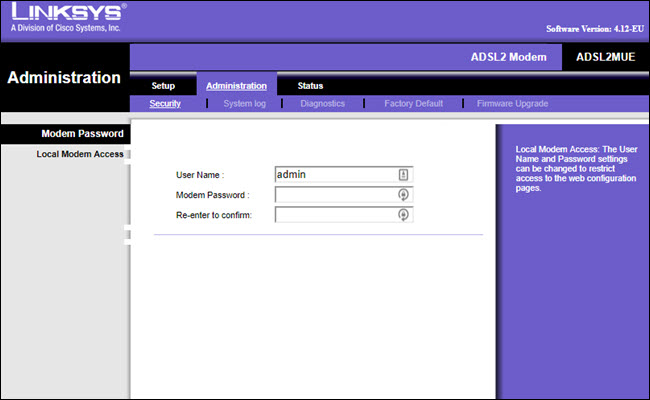 LINKSYS®
A Division of Cisco Systems, Inc.
Software Version: 4.12-EU
ADSL2 Modem ADSL2MUE
Administration
Setup Administration Status
Security System log Diagnostics Factory Default Firmware Upgrade
Modem Password
Local Modem Access
User Name : admin
Modem Password :
Re-enter to confirm:
Local Modem Access: The User
Name and Password settings
can be changed to restrict
access to the web configuration
pages.